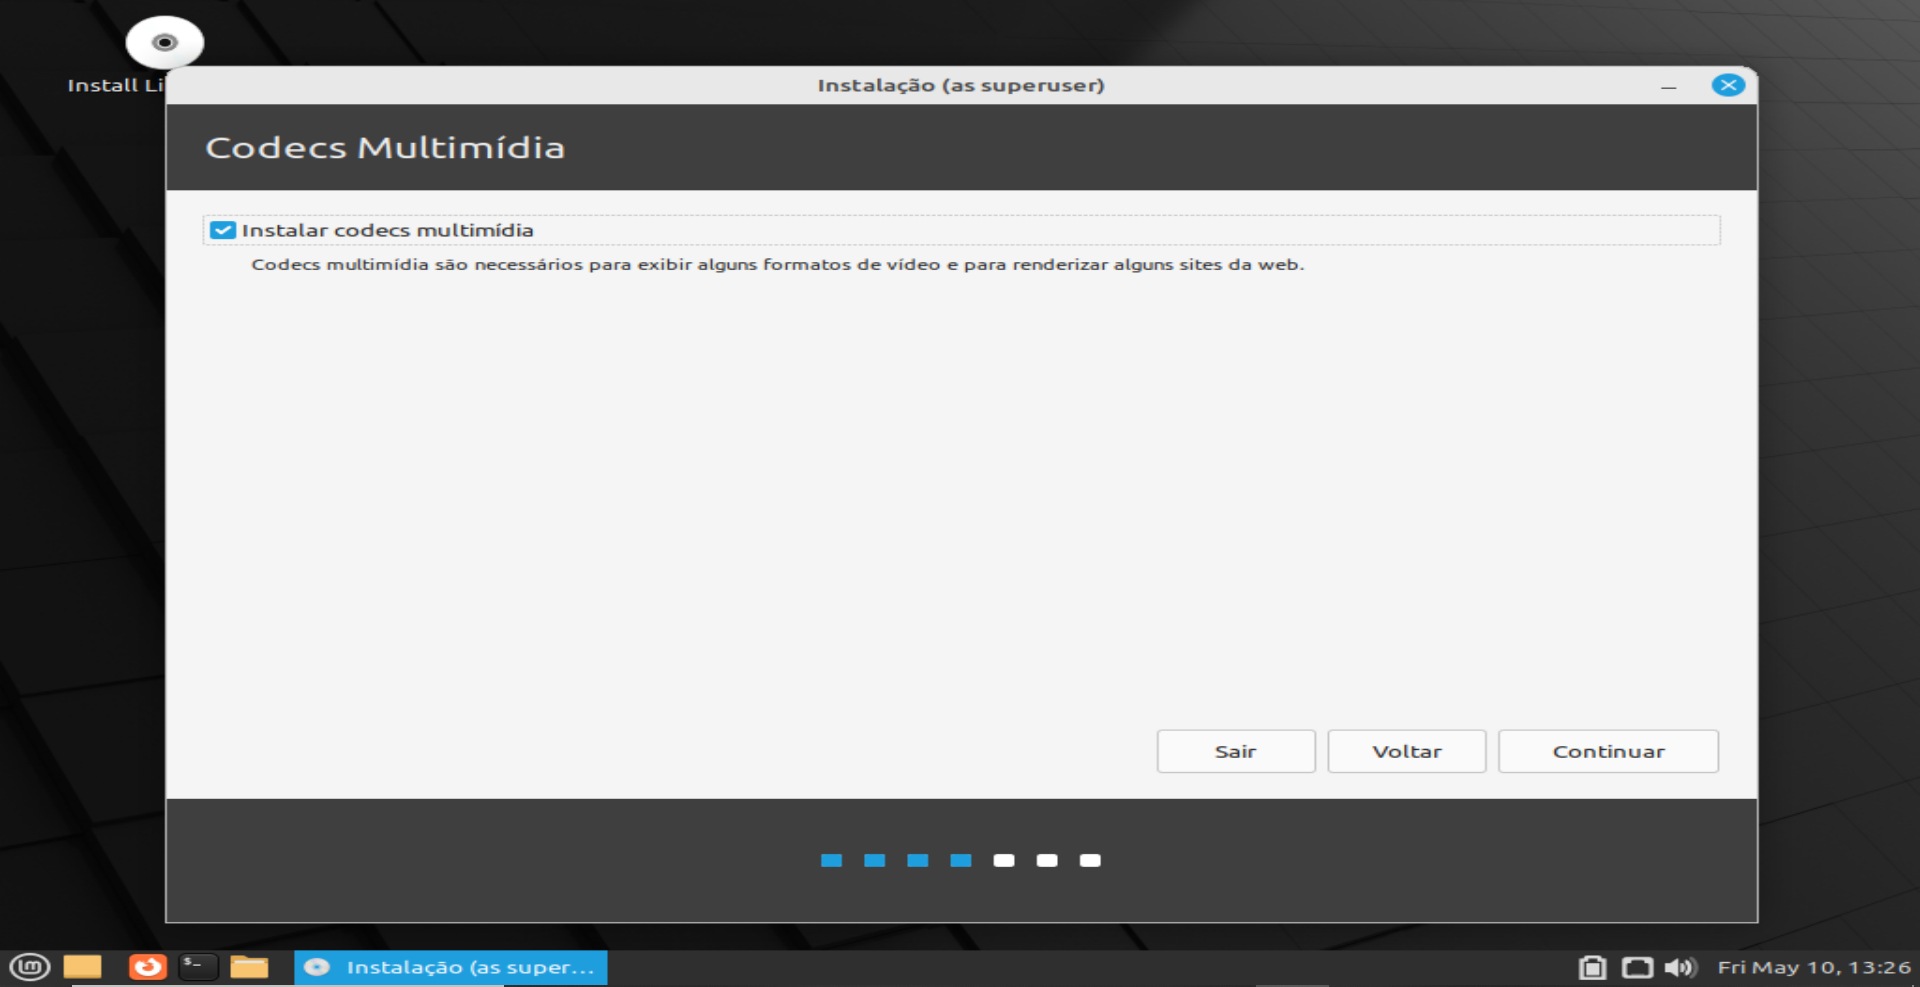 Install Li
Instalação (as superuser)
Codecs Multimídia
Instalar codecs multimídia
Codecs multimídia são necessários para exibir alguns formatos de vídeo e para renderizar alguns sites da web.
Sair
Voltar
Continuar
lm
$_
Instalação (as super...
Fri May 10, 13:26